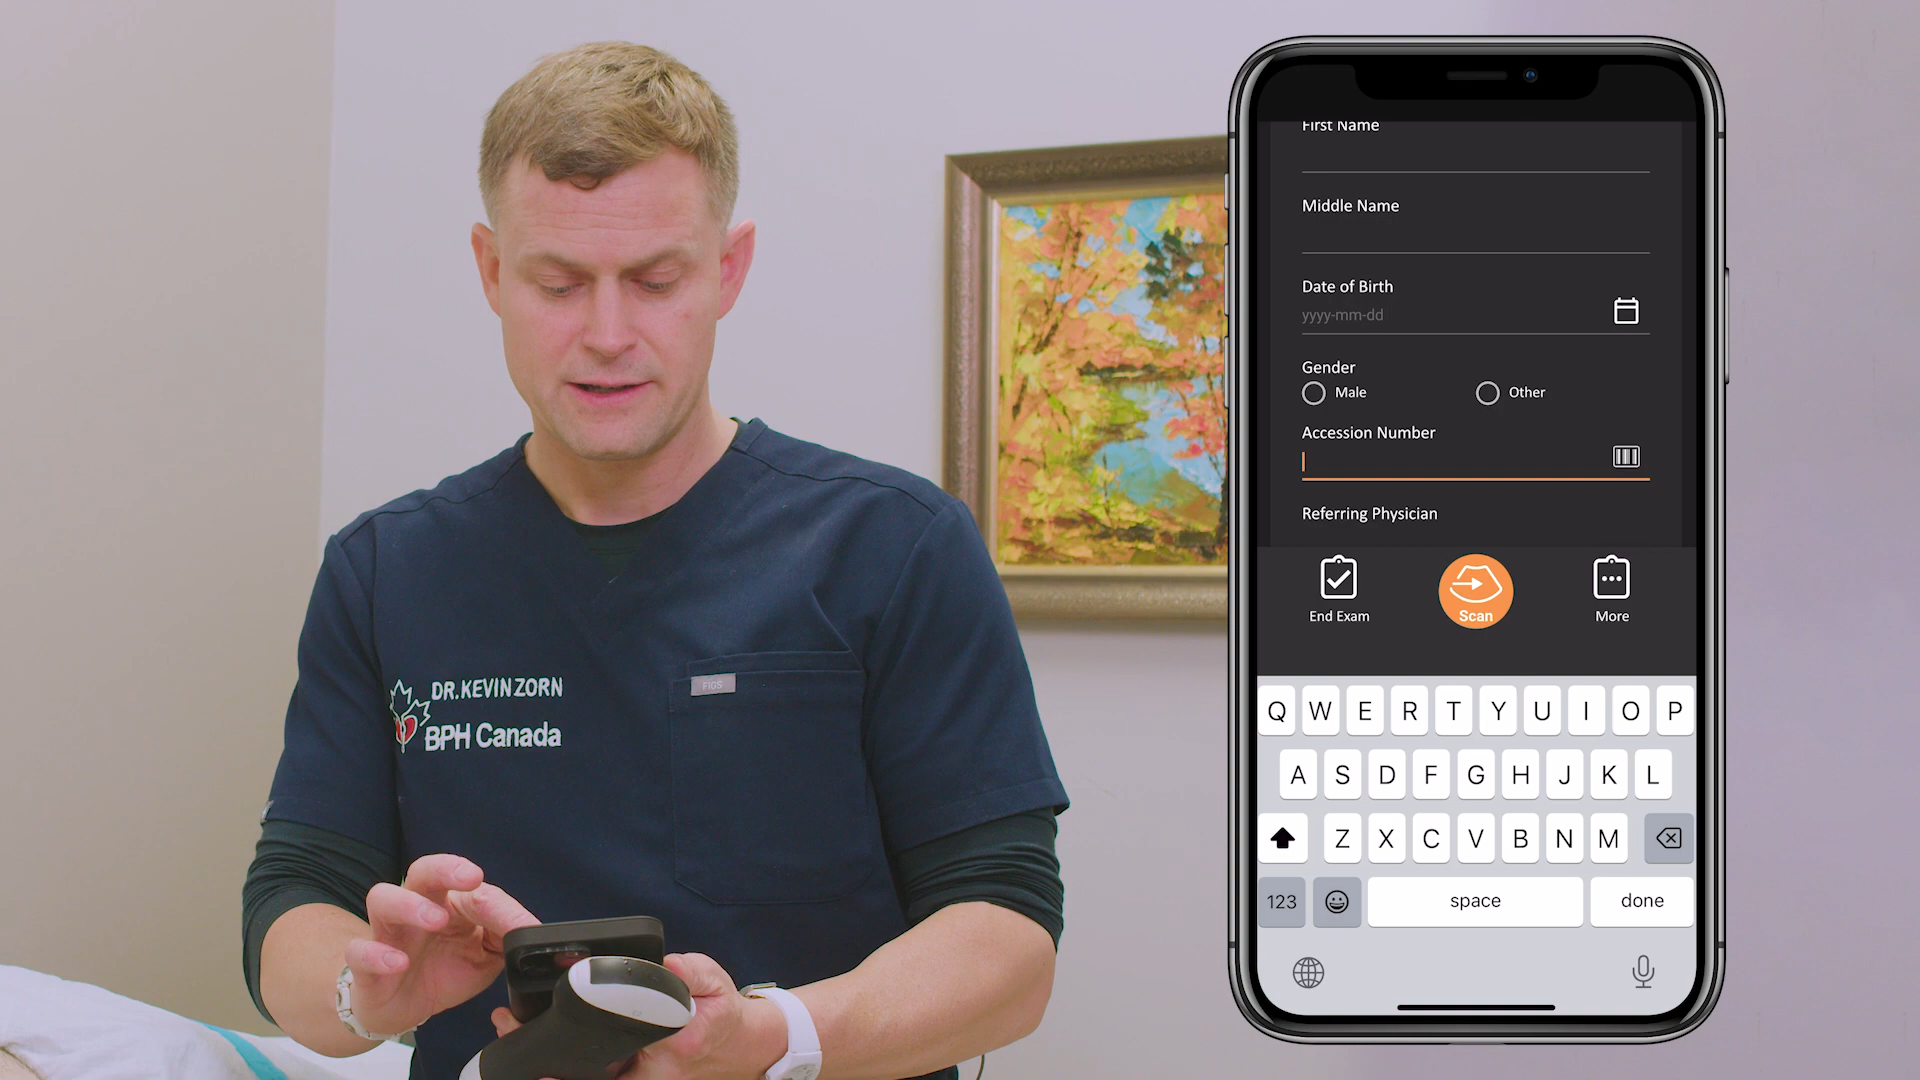 DR.KEVIN ZORN
BPH Canada
FIGS
First Name
Middle Name
Date of Birth
yyyy-mm-dd
Gender
Male
Other
Accession Number
Referring Physician
End Exam
Scan
More
Q W E R T Y U I O P
A S D F G H J K L
Z X C V B N M
123
space
done